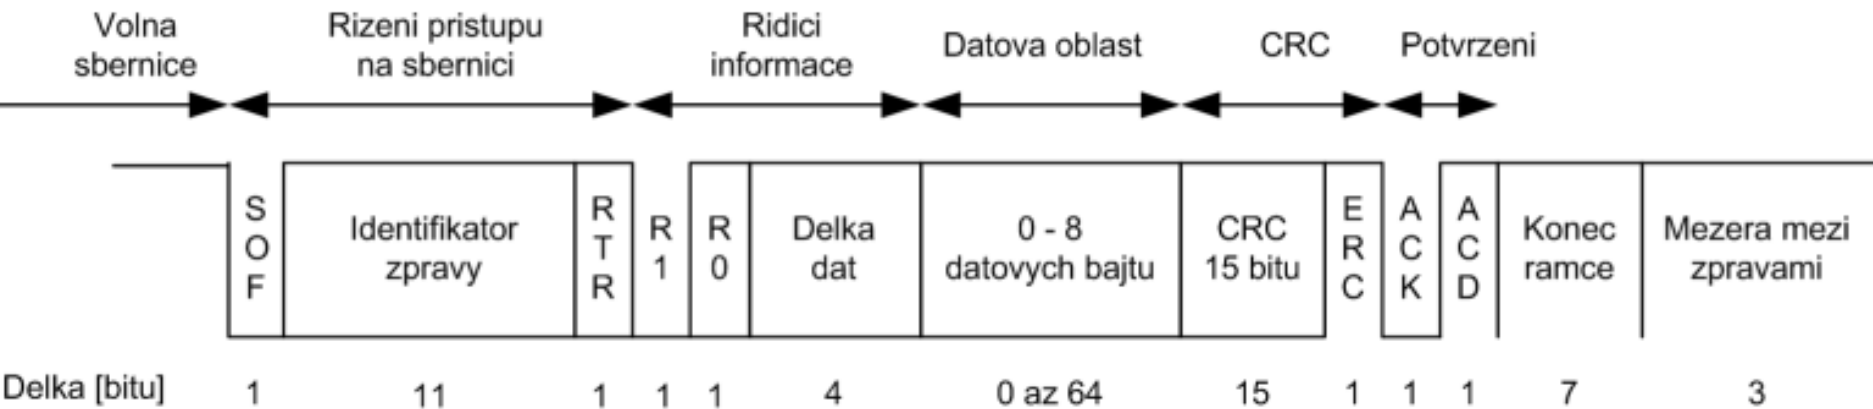 Volna
sbernice
Rizeni pristupu
na sbernici
Ridici
informace
Datova oblast
CRC
Potvrzeni
S
O
F
Identifikator
zpravy
R
T
R
R
1
R
0
Delka
dat
0 - 8
datovych bajtu
CRC
15 bitu
E
R
C
A
C
K
A
C
D
Konec
ramce
Mezera mezi
zpravami
Delka [bitu] 1 11 1 1 1 4 0 az 64 15 1 1 1 7 3